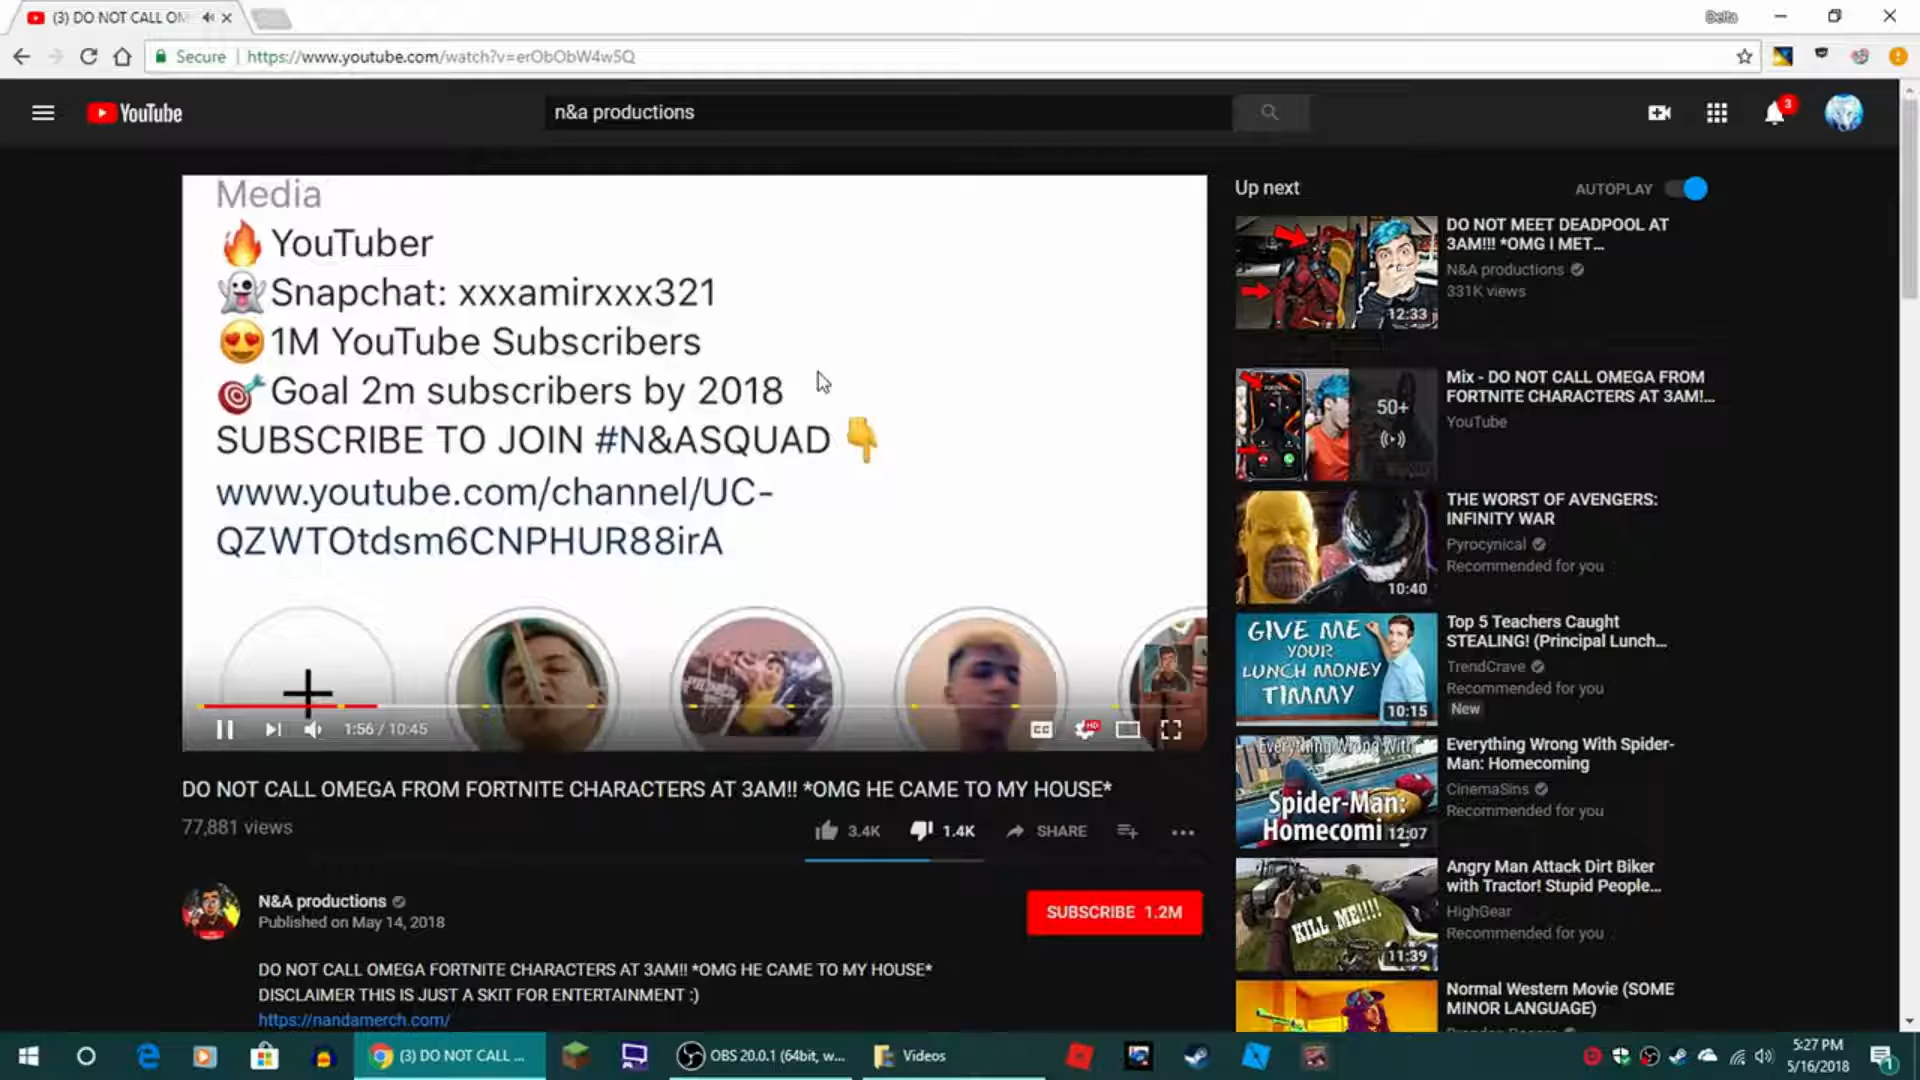 (3) DO NOT CALL OM
Delta
Secure
https://www.youtube.com/watch?v=erObObW4w5Q
YouTube
n&a productions
3
Media
YouTuber
Snapchat: xxxamirxxx321
1M YouTube Subscribers
Goal 2m subscribers by 2018
SUBSCRIBE TO JOIN #N&ASQUAD
www.youtube.com/channel/UC-
QZWTOtdsm6CNPHUR88irA
1:56 / 10:45
CC
HD
DO NOT CALL OMEGA FROM FORTNITE CHARACTERS AT 3AM!! *OMG HE CAME TO MY HOUSE*
77,881 views
3.4K
1.4K
SHARE
N&A productions
Published on May 14, 2018
SUBSCRIBE 1.2M
DO NOT CALL OMEGA FORTNITE CHARACTERS AT 3AM!! *OMG HE CAME TO MY HOUSE*
DISCLAIMER THIS IS JUST A SKIT FOR ENTERTAINMENT :)
https://nandamerch.com/
Up next
AUTOPLAY
12:33
DO NOT MEET DEADPOOL AT
3AM!!! *OMG I MET...
N&A productions
331K views
50+
Mix - DO NOT CALL OMEGA FROM
FORTNITE CHARACTERS AT 3AM!...
YouTube
10:40
THE WORST OF AVENGERS:
INFINITY WAR
Pyrocynical
Recommended for you
GIVE ME
YOUR
LUNCH MONEY
TIMMY
10:15
Top 5 Teachers Caught
STEALING! (Principal Lunch...
TrendCrave
Recommended for you
New
Everything Wrong With
Spider-Man:
Homecomi
12:07
Everything Wrong With Spider-
Man: Homecoming
CinemaSins
Recommended for you
KILL ME!!!!
11:39
Angry Man Attack Dirt Biker
with Tractor! Stupid People...
HighGear
Recommended for you
Normal Western Movie (SOME
MINOR LANGUAGE)
(3) DO NOT CALL ...
OBS 20.0.1 (64bit, w...
Videos
5:27 PM
5/16/2018
1